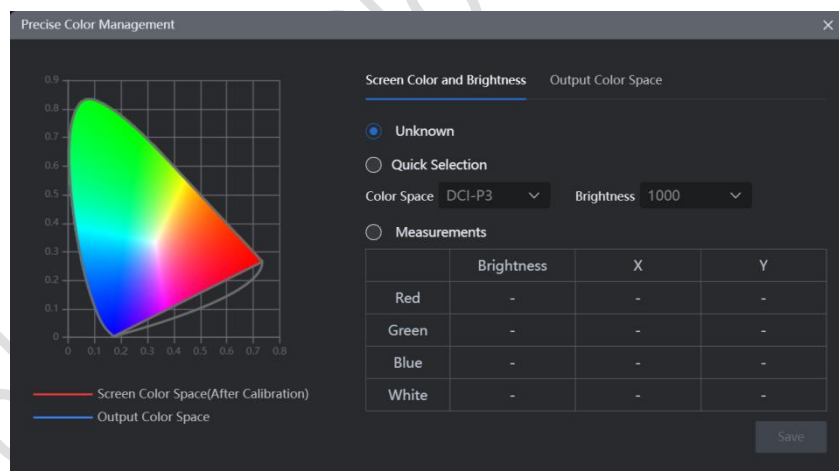 Precise Color Management
Screen Color and Brightness Output Color Space
Unknown
Quick Selection
Color Space DCI-P3 Brightness 1000
Measurements
Brightness X Y
Red - - -
Green - - -
Blue - - -
White - - -
Save
0.9
0.8
0.7
0.6
0.5
0.4
0.3
0.2
0.1
0
0 0.1 0.2 0.3 0.4 0.5 0.6 0.7 0.8
Screen Color Space(After Calibration)
Output Color Space